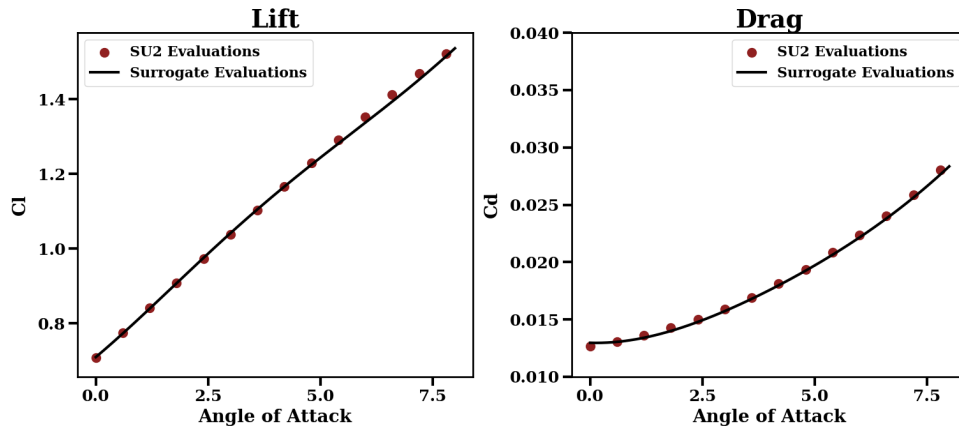 Lift
SU2 Evaluations
Surrogate Evaluations
1.4
1.2
1.0
0.8
Cl
0.0
2.5
5.0
7.5
Angle of Attack
Drag
SU2 Evaluations
Surrogate Evaluations
0.040
0.035
0.030
0.025
0.020
0.015
0.010
Cd
0.0
2.5
5.0
7.5
Angle of Attack